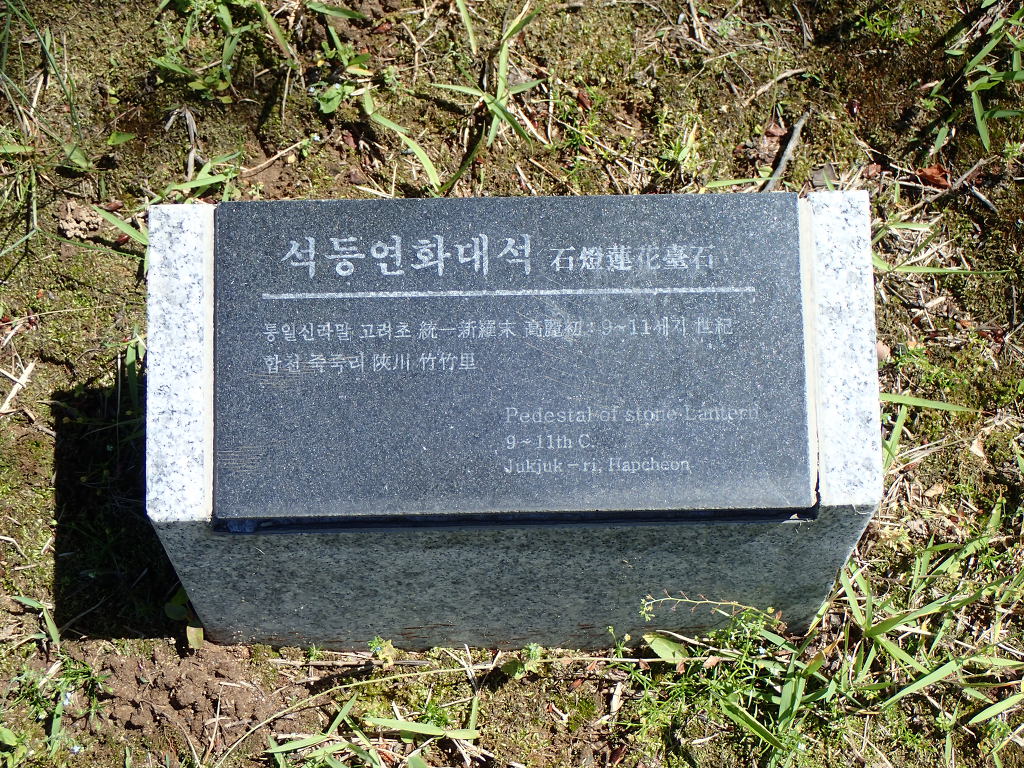 석등연화대석 石燈蓮花臺石
통일신라말 고려초 統一新羅末 高麗初 : 9~11세기 世紀
합천 죽죽리 陜川 竹竹里
Pedestal of stone Lantern
9~11th C.
Jukjuk-ri, Hapcheon